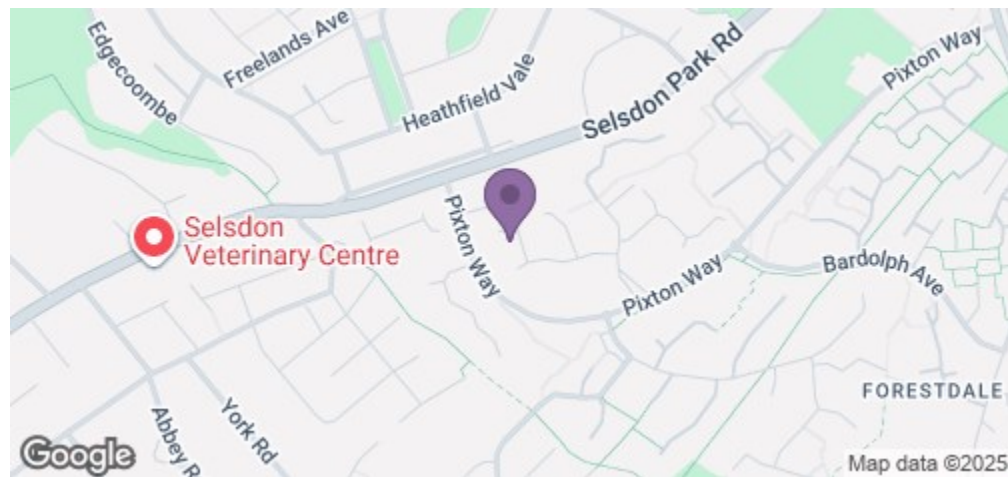 Edgecoombe
Freelands Ave
Heathfield Vale
Selsdon Park Rd
Pixton Way
Selsdon
Veterinary Centre
Pixton Way
Pixton Way
Bardolph Ave
FORESTDALE
York Rd
Abbey R
Google
Map data ©2025